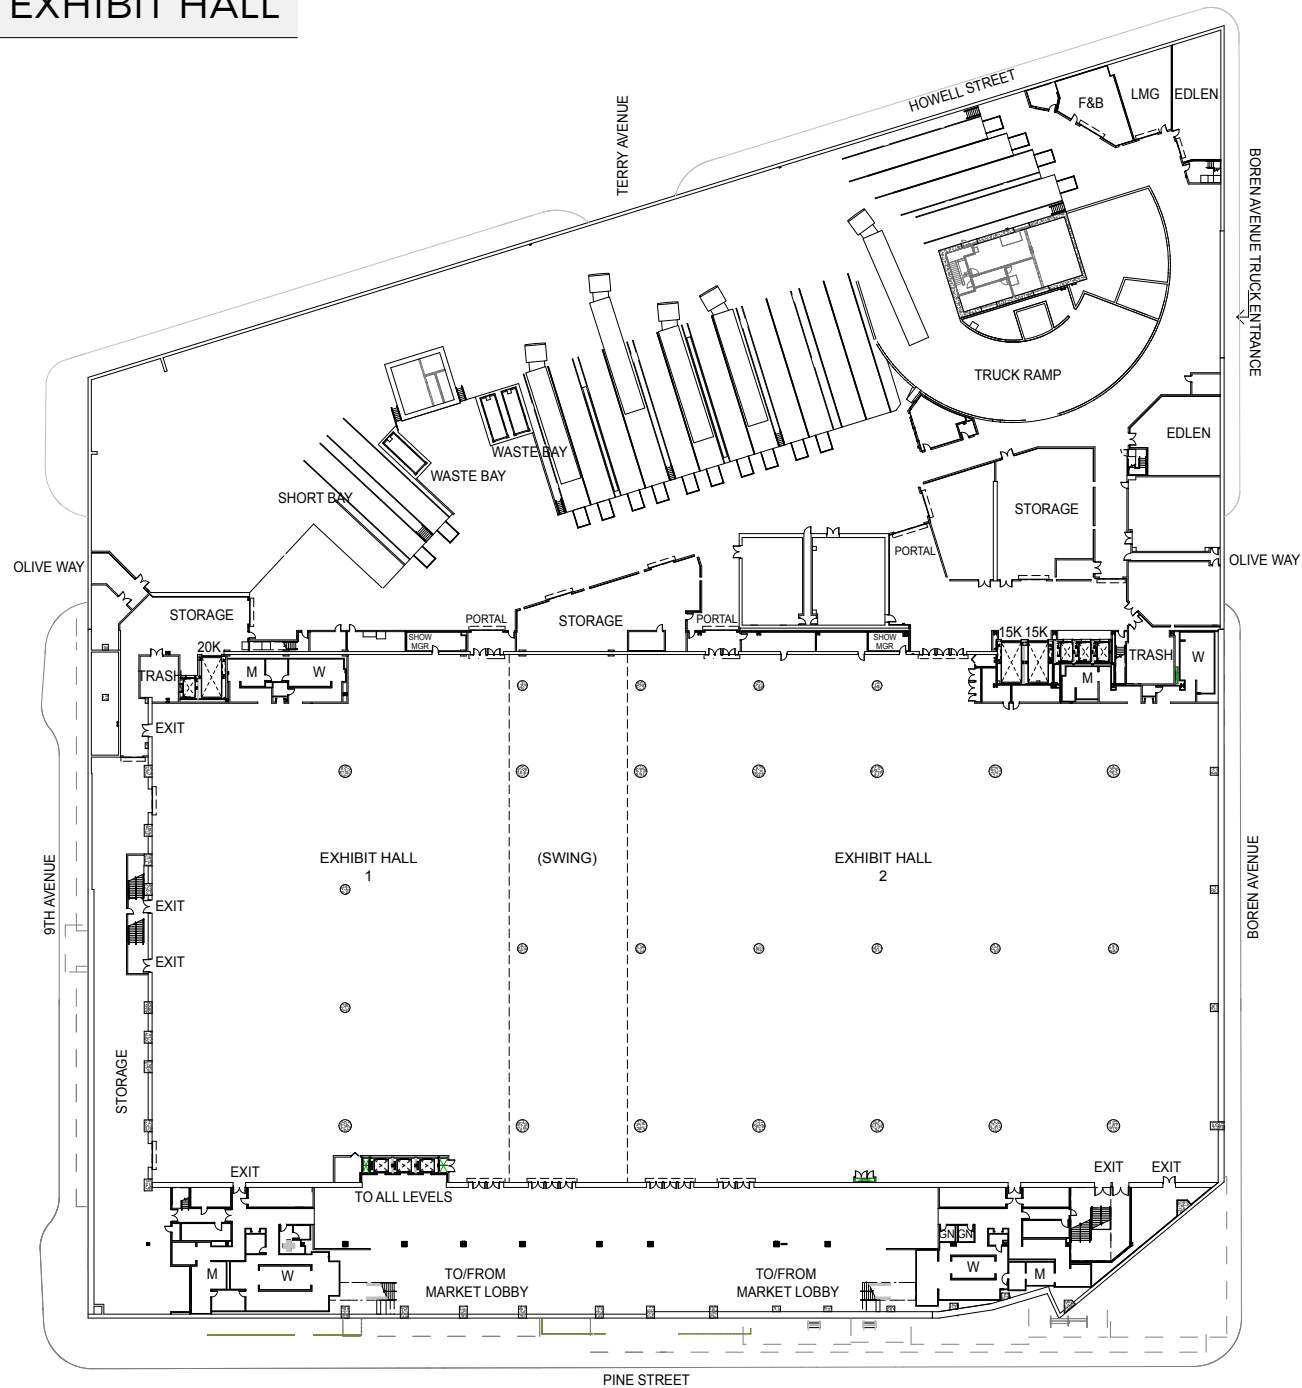 EXHIBIT HALL
HOWELL STREET
F&B
LMG
EDLEN
TERRY AVENUE
BOREN AVENUE TRUCK ENTRANCE
TRUCK RAMP
EDLEN
WASTE BAY
WASTE BAY
SHORT BAY
STORAGE
PORTAL
OLIVE WAY
OLIVE WAY
STORAGE
PORTAL
STORAGE
PORTAL
SHOW
MGR
SHOW
MGR
20K
15K
15K
TRASH
M
W
M
TRASH
W
EXIT
EXHIBIT HALL
1
(SWING)
EXHIBIT HALL
2
9TH AVENUE
EXIT
EXIT
BOREN AVENUE
STORAGE
EXIT
TO ALL LEVELS
EXIT
EXIT
GN
GN
M
W
TO/FROM
MARKET LOBBY
TO/FROM
MARKET LOBBY
W
M
PINE STREET